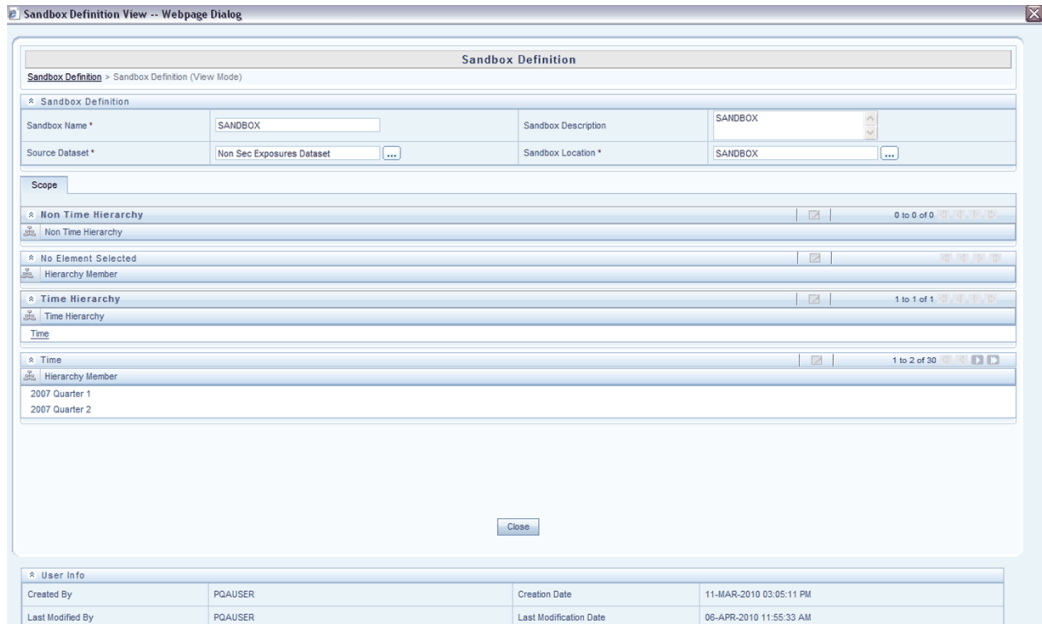 Sandbox Definition View -- Webpage Dialog
Sandbox Definition
Sandbox Definition > Sandbox Definition (View Mode)
Sandbox Definition
Sandbox Name * SANDBOX Sandbox Description SANDBOX
Source Dataset * Non Sec Exposures Dataset ... Sandbox Location * SANDBOX ...
Scope
Non Time Hierarchy 0 to 0 of 0
Non Time Hierarchy
No Element Selected
Hierarchy Member
Time Hierarchy 1 to 1 of 1
Time Hierarchy
Time
Time 1 to 2 of 30
Hierarchy Member
2007 Quarter 1
2007 Quarter 2
Close
User Info
Created By PQAUSER Creation Date 11-MAR-2010 03:05:11 PM
Last Modified By PQAUSER Last Modification Date 06-APR-2010 11:55:33 AM